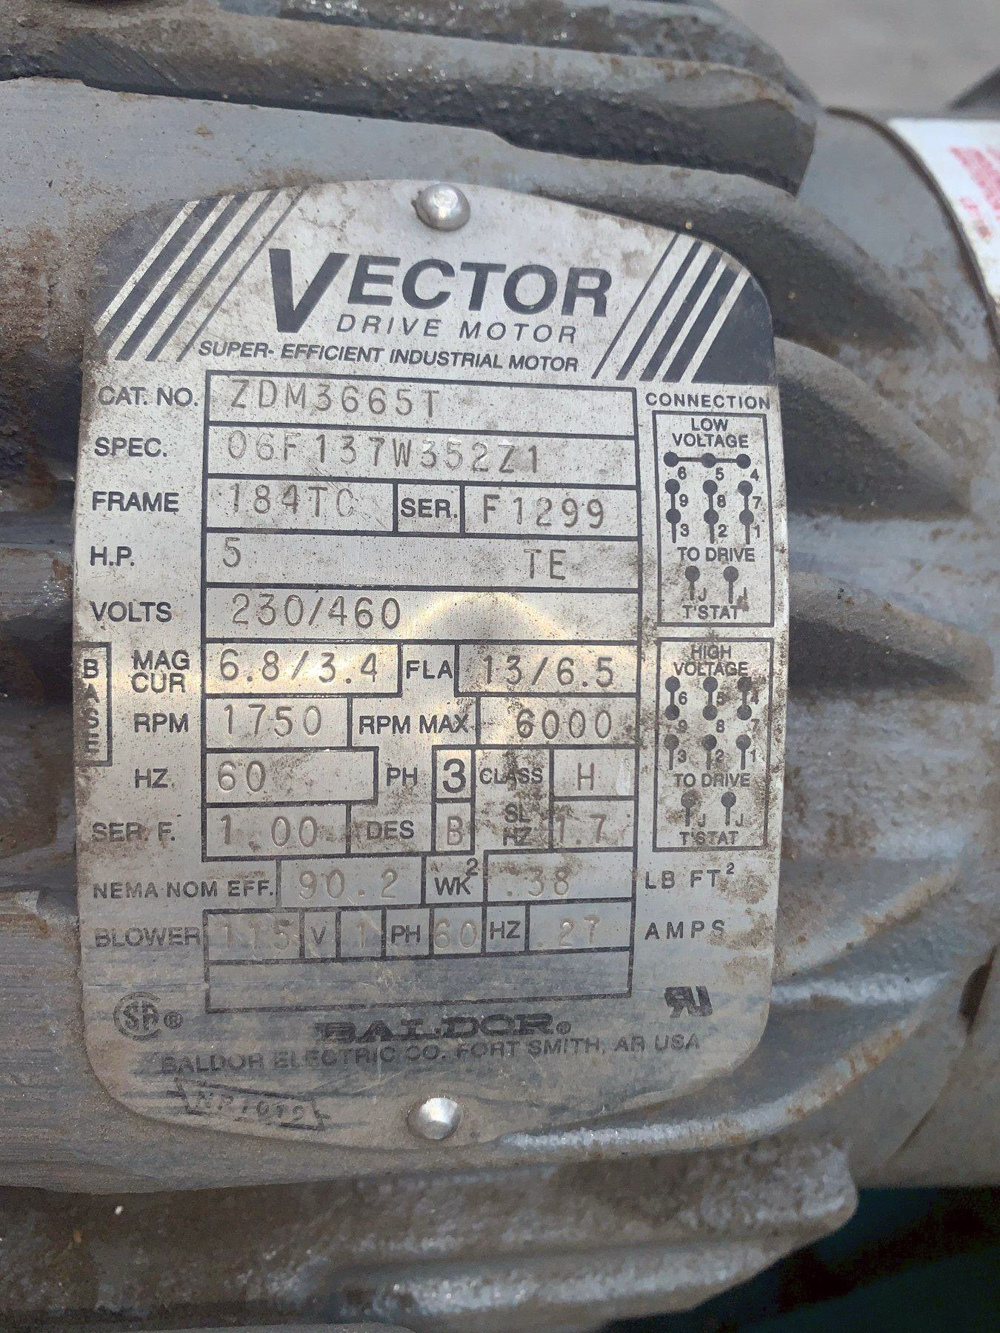 VECTOR
DRIVE MOTOR
SUPER-EFFICIENT INDUSTRIAL MOTOR
CAT. NO. ZDM3665T
SPEC. 06F137W352Z1
FRAME 184TC SER. F1299
H.P. 5 TE
VOLTS 230/460
BASE
MAG CUR 6.8/3.4 FLA 13/6.5
RPM 1750 RPM MAX. 6000
HZ. 60 PH 3 CLASS H
SER. F. 1.00 DES B SL HZ 1.7
NEMA NOM EFF. 90.2 WK² .38 LB FT²
BLOWER 115 V 1 PH 60 HZ .27 AMPS
CONNECTION
LOW
VOLTAGE
6 5 4
9 8 7
3 2 1
TO DRIVE
J J
T'STAT
HIGH
VOLTAGE
6 5 4
9 8 7
3 2 1
TO DRIVE
J J
T'STAT
BALDOR®
BALDOR ELECTRIC CO. FORT SMITH, AR USA